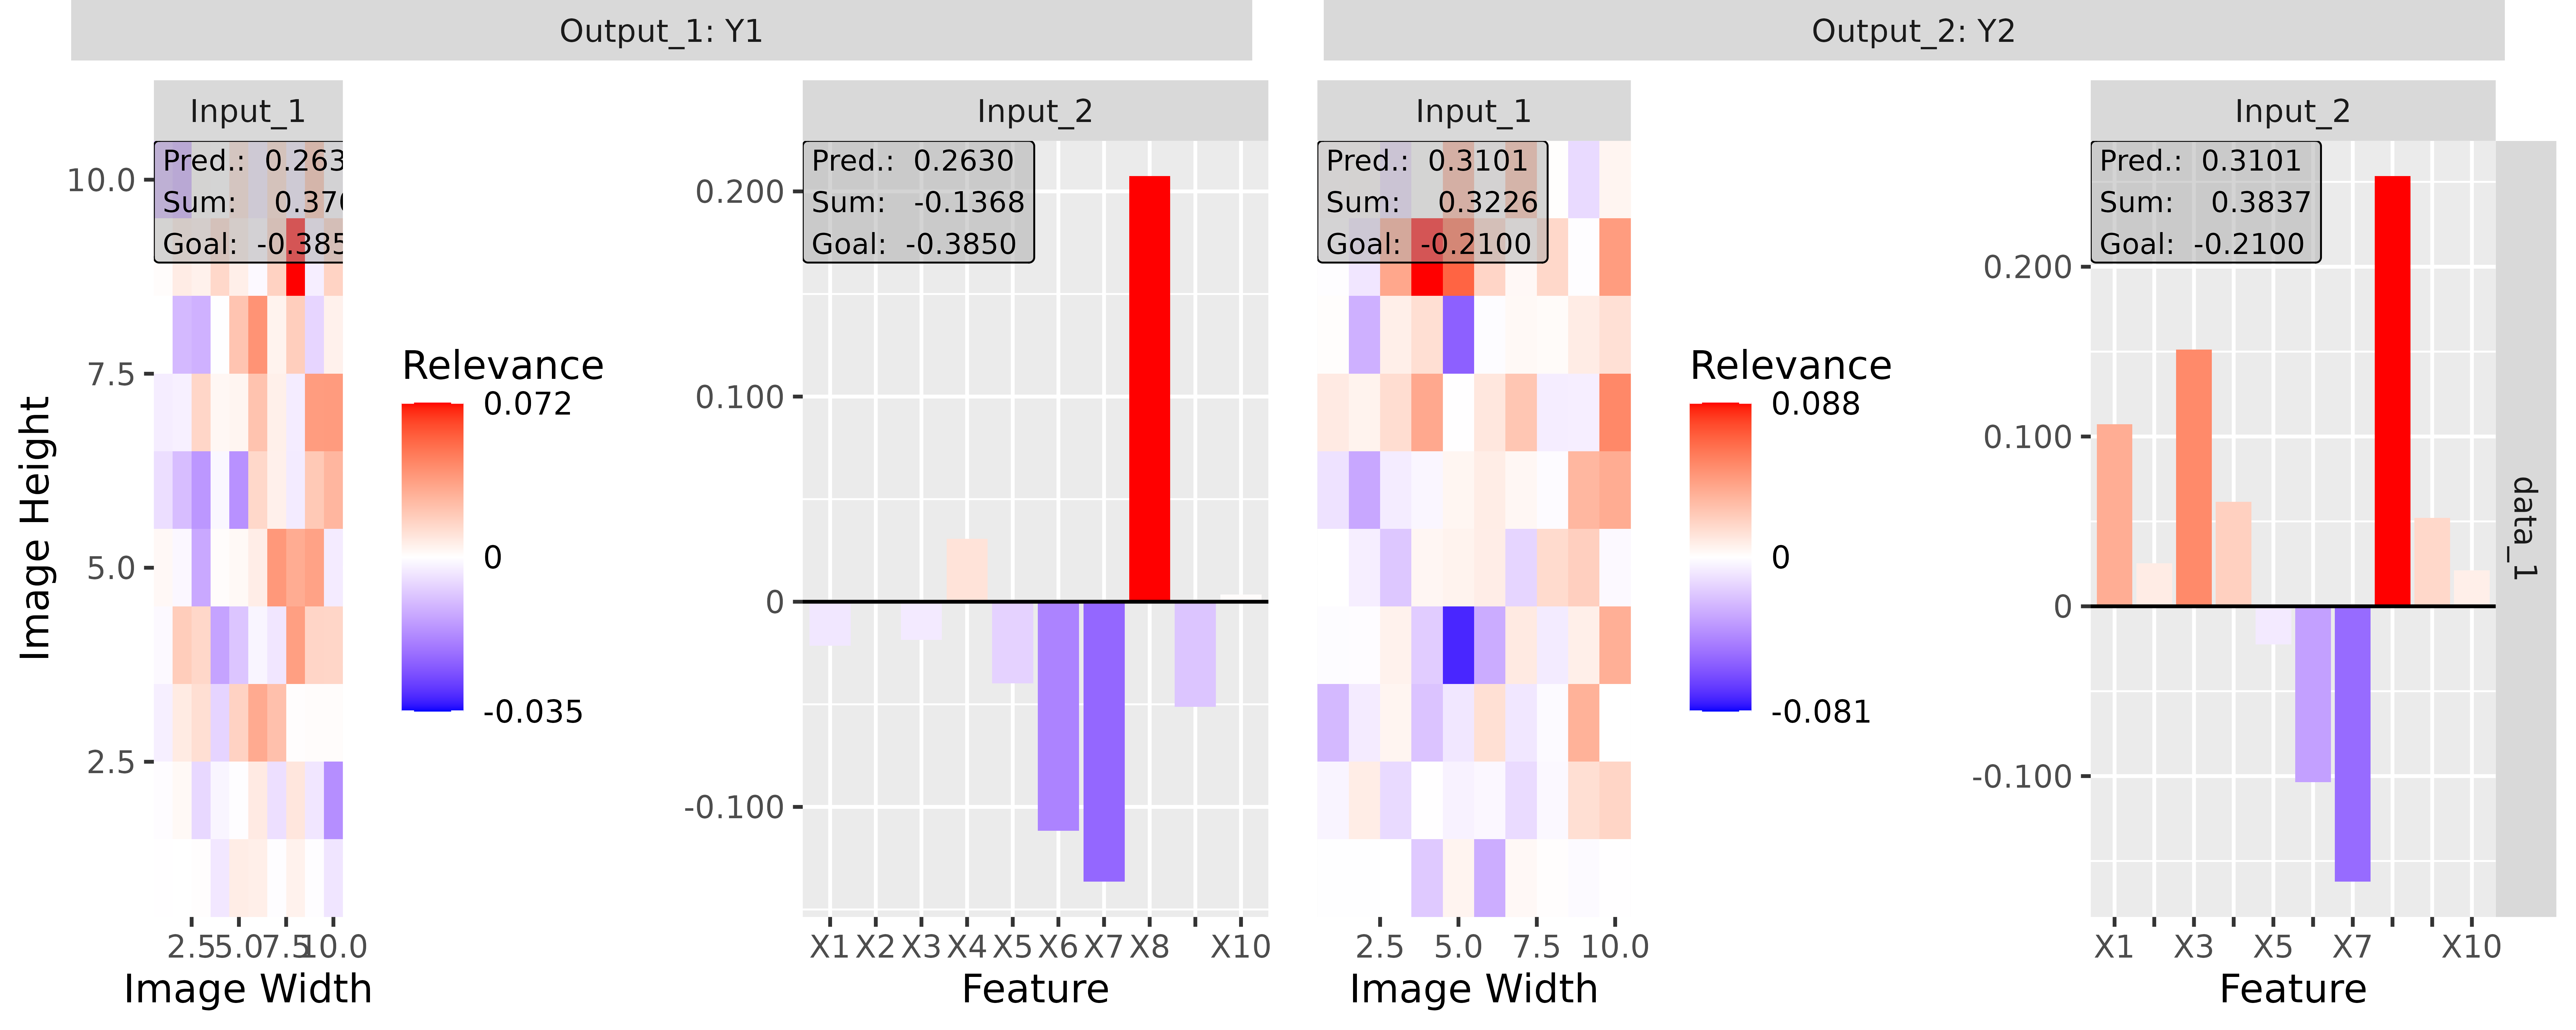 Output_1: Y1
Output_2: Y2
Input_1
Input_2
Input_1
Input_2
Pred.: 0.263
Sum: 0.370
Goal: -0.385
Pred.: 0.2630
Sum: -0.1368
Goal: -0.3850
Pred.: 0.3101
Sum: 0.3226
Goal: -0.2100
Pred.: 0.3101
Sum: 0.3837
Goal: -0.2100
Image Height
10.0
7.5
5.0
2.5
2.5 5.0 7.5 10.0
Image Width
Relevance
0.072
0
-0.035
0.200
0.100
0
-0.100
X1 X2 X3 X4 X5 X6 X7 X8 X10
Feature
2.5 5.0 7.5 10.0
Image Width
Relevance
0.088
0
-0.081
0.200
0.100
0
-0.100
X1 X3 X5 X7 X10
Feature
data_1